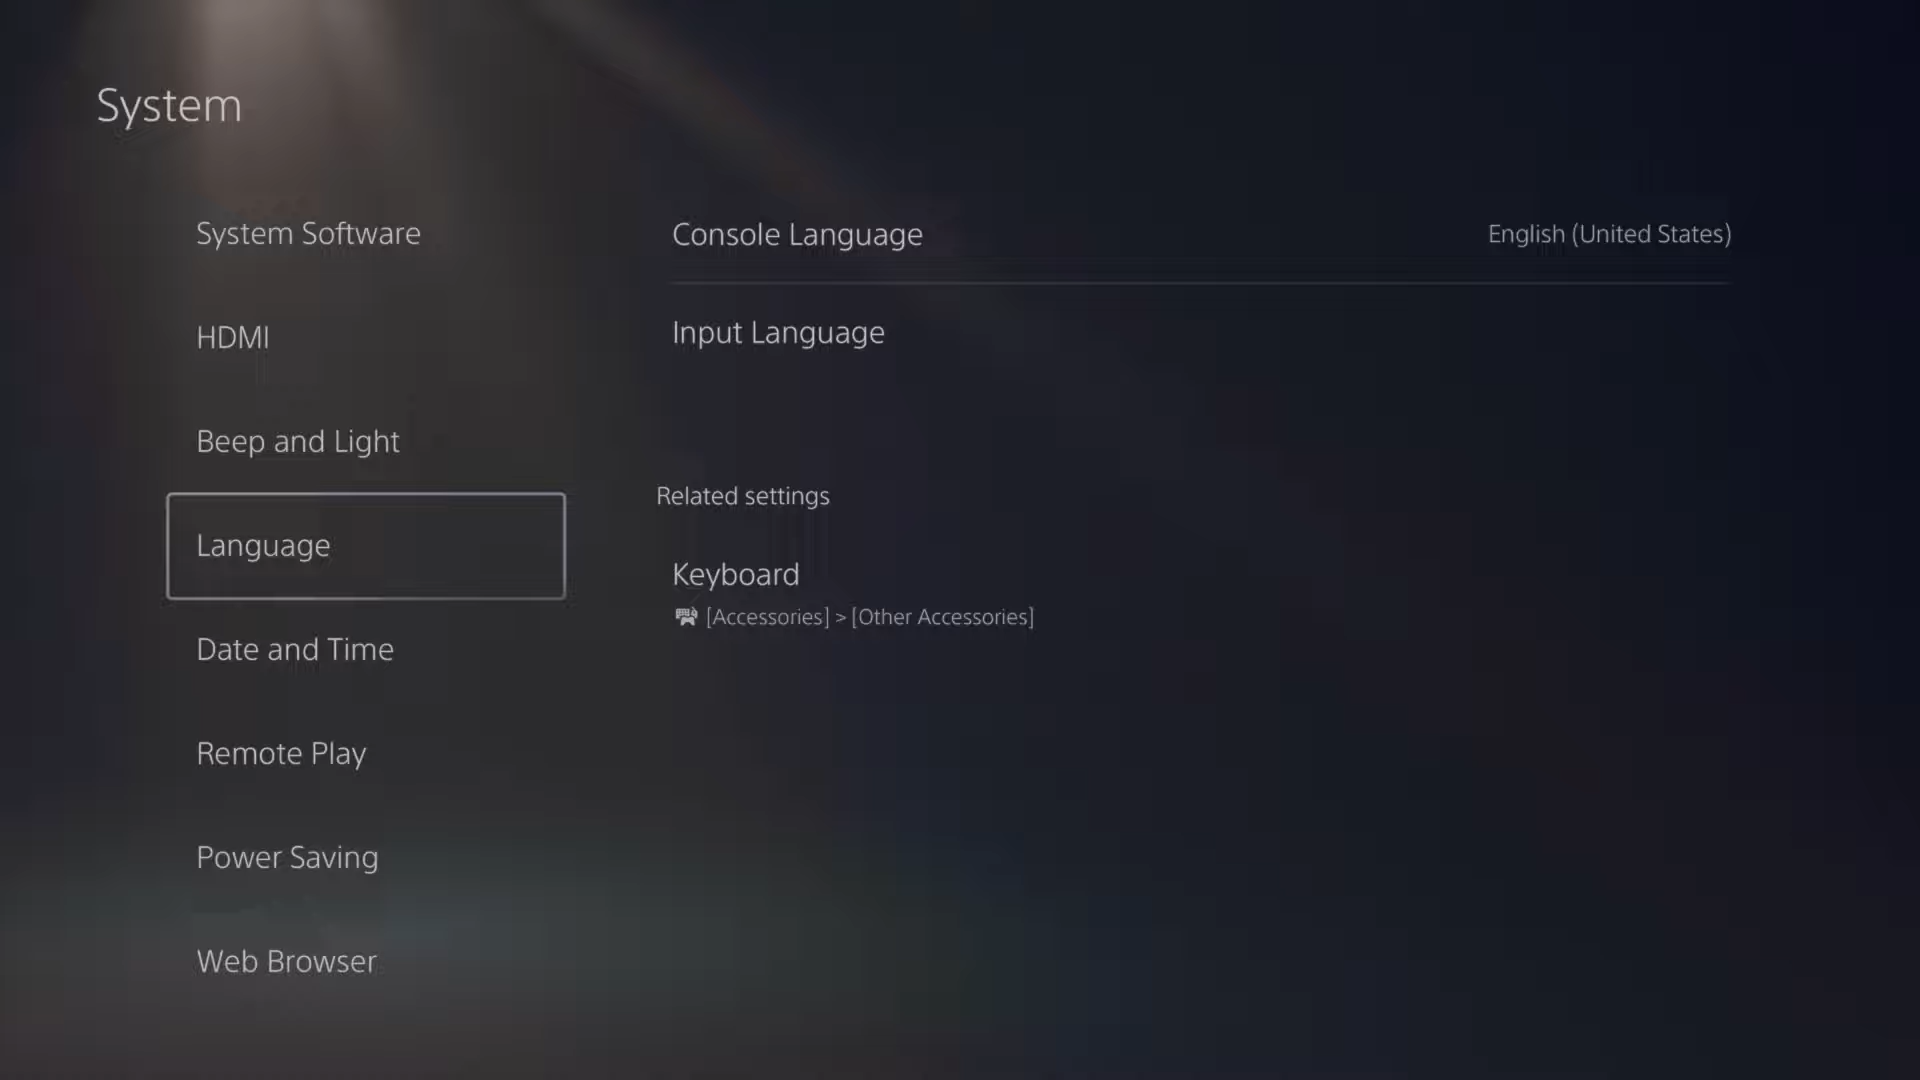 System
System Software
HDMI
Beep and Light
Language
Date and Time
Remote Play
Power Saving
Web Browser
Console Language English (United States)
Input Language
Related settings
Keyboard
[Accessories] > [Other Accessories]